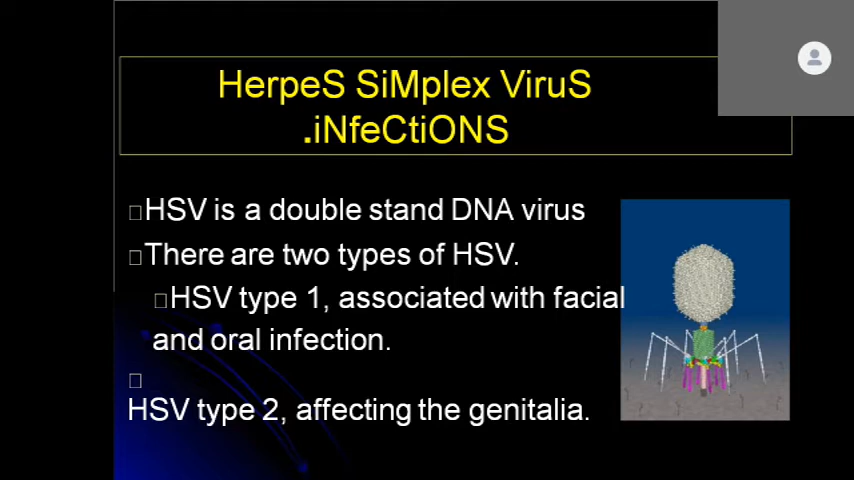 HerpeS SiMplex ViruS
.iNfeCtiONS
HSV is a double stand DNA virus
There are two types of HSV.
HSV type 1, associated with facial
and oral infection.
HSV type 2, affecting the genitalia.